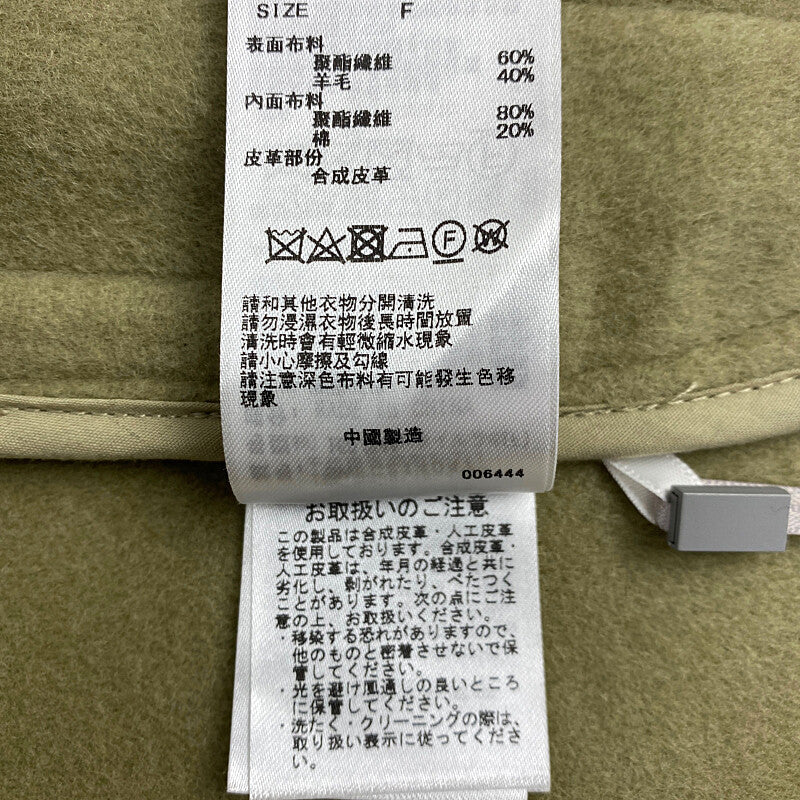 SIZE F
表面布料
聚酯纖維 60%
羊毛 40%
內面布料
聚酯纖維 80%
棉 20%
皮革部份
合成皮革
F W
請和其他衣物分開清洗
請勿浸濕衣物後長時間放置
清洗時會有輕微縮水現象
請小心摩擦及勾線
請注意深色布料有可能發生色移
現象
中國製造
006444
お取扱いのご注意
この製品は合成皮革・人工皮革
を使用しております。合成皮革・
人工皮革は、年月の経過と共に
劣化し、剥がれたり、べたつく
ことがあります。次の点にご注
意の上、お取扱いください。
・移染する恐れがありますので、
他のものと密着させないで保
管してください。
・光を避け風通しの良いところ
に保管してください。
・洗たく・クリーニングの際は、
取り扱い表示に従ってくださ
い。